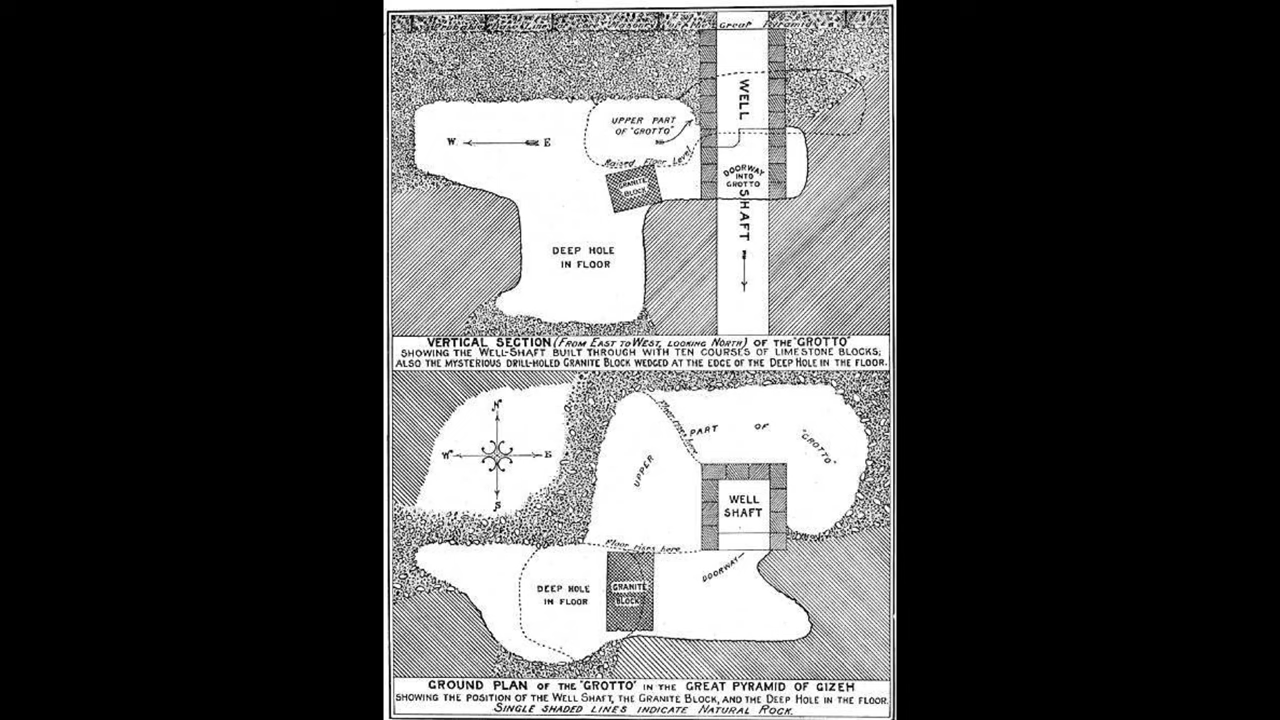 Great Pyramid
WELL
UPPER PART
OF "GROTTO"
W. E
Raised Floor Level
DOORWAY
INTO
GROTTO
GRANITE
BLOCK
SHAFT
DEEP HOLE
IN FLOOR
VERTICAL SECTION (FROM EAST TO WEST, LOOKING NORTH) OF THE "GROTTO"
SHOWING THE WELL-SHAFT BUILT THROUGH WITH TEN COURSES OF LIMESTONE BLOCKS;
ALSO THE MYSTERIOUS DRILL-HOLED GRANITE BLOCK WEDGED AT THE EDGE OF THE DEEP HOLE IN THE FLOOR.
N
W E
S
Floor rises here
UPPER PART OF "GROTTO"
WELL
SHAFT
Floor rises here
DOORWAY
DEEP HOLE
IN FLOOR
GRANITE
BLOCK
GROUND PLAN OF THE "GROTTO" IN THE GREAT PYRAMID OF GIZEH
SHOWING THE POSITION OF THE WELL SHAFT, THE GRANITE BLOCK, AND THE DEEP HOLE IN THE FLOOR.
SINGLE SHADED LINES INDICATE NATURAL ROCK.